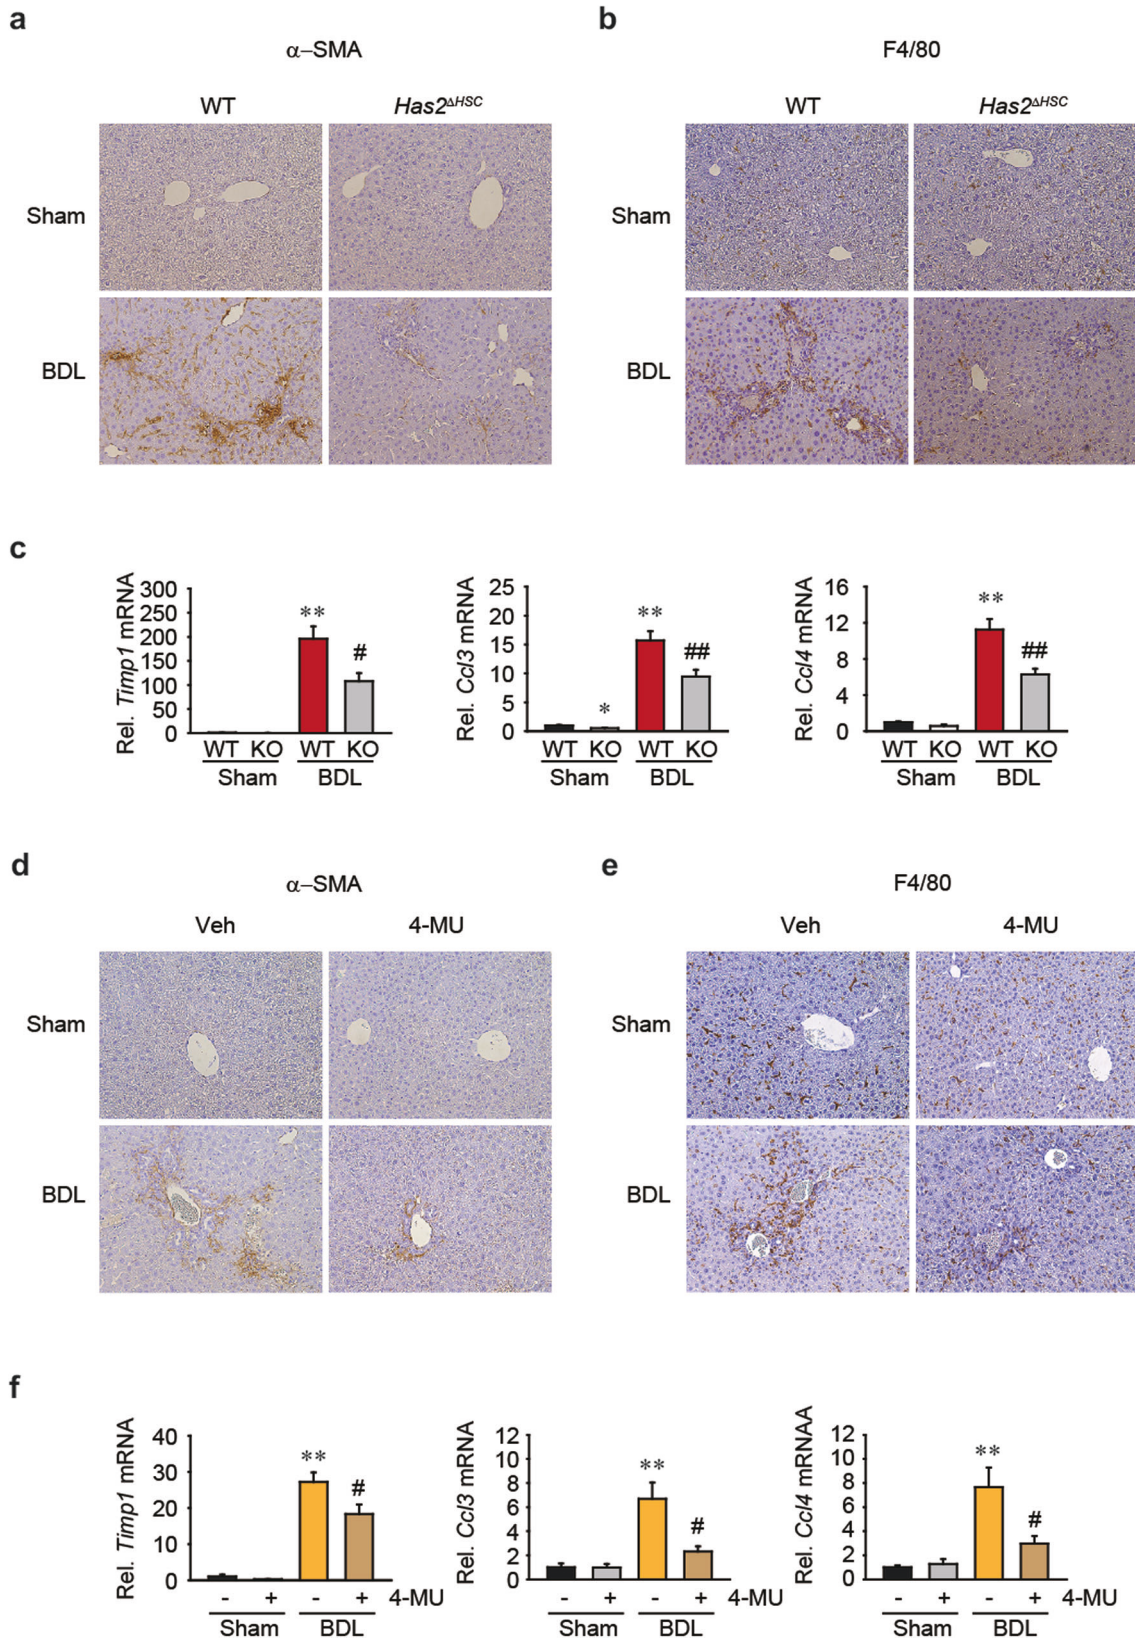 a
α–SMA
WT Has2ΔHSC
Sham
BDL
b
F4/80
WT Has2ΔHSC
Sham
BDL
c
Rel. Timp1 mRNA
300
250
200
150
100
50
0
**
#
WT KO WT KO
Sham BDL
Rel. Ccl3 mRNA
25
20
15
10
5
0
*
**
##
WT KO WT KO
Sham BDL
Rel. Ccl4 mRNA
16
12
8
4
0
**
##
WT KO WT KO
Sham BDL
d
α–SMA
Veh 4-MU
Sham
BDL
e
F4/80
Veh 4-MU
Sham
BDL
f
Rel. Timp1 mRNA
40
30
20
10
0
**
#
- + - + 4-MU
Sham BDL
Rel. Ccl3 mRNA
12
10
8
6
4
2
0
**
#
- + - + 4-MU
Sham BDL
Rel. Ccl4 mRNAA
12
10
8
6
4
2
0
**
#
- + - + 4-MU
Sham BDL